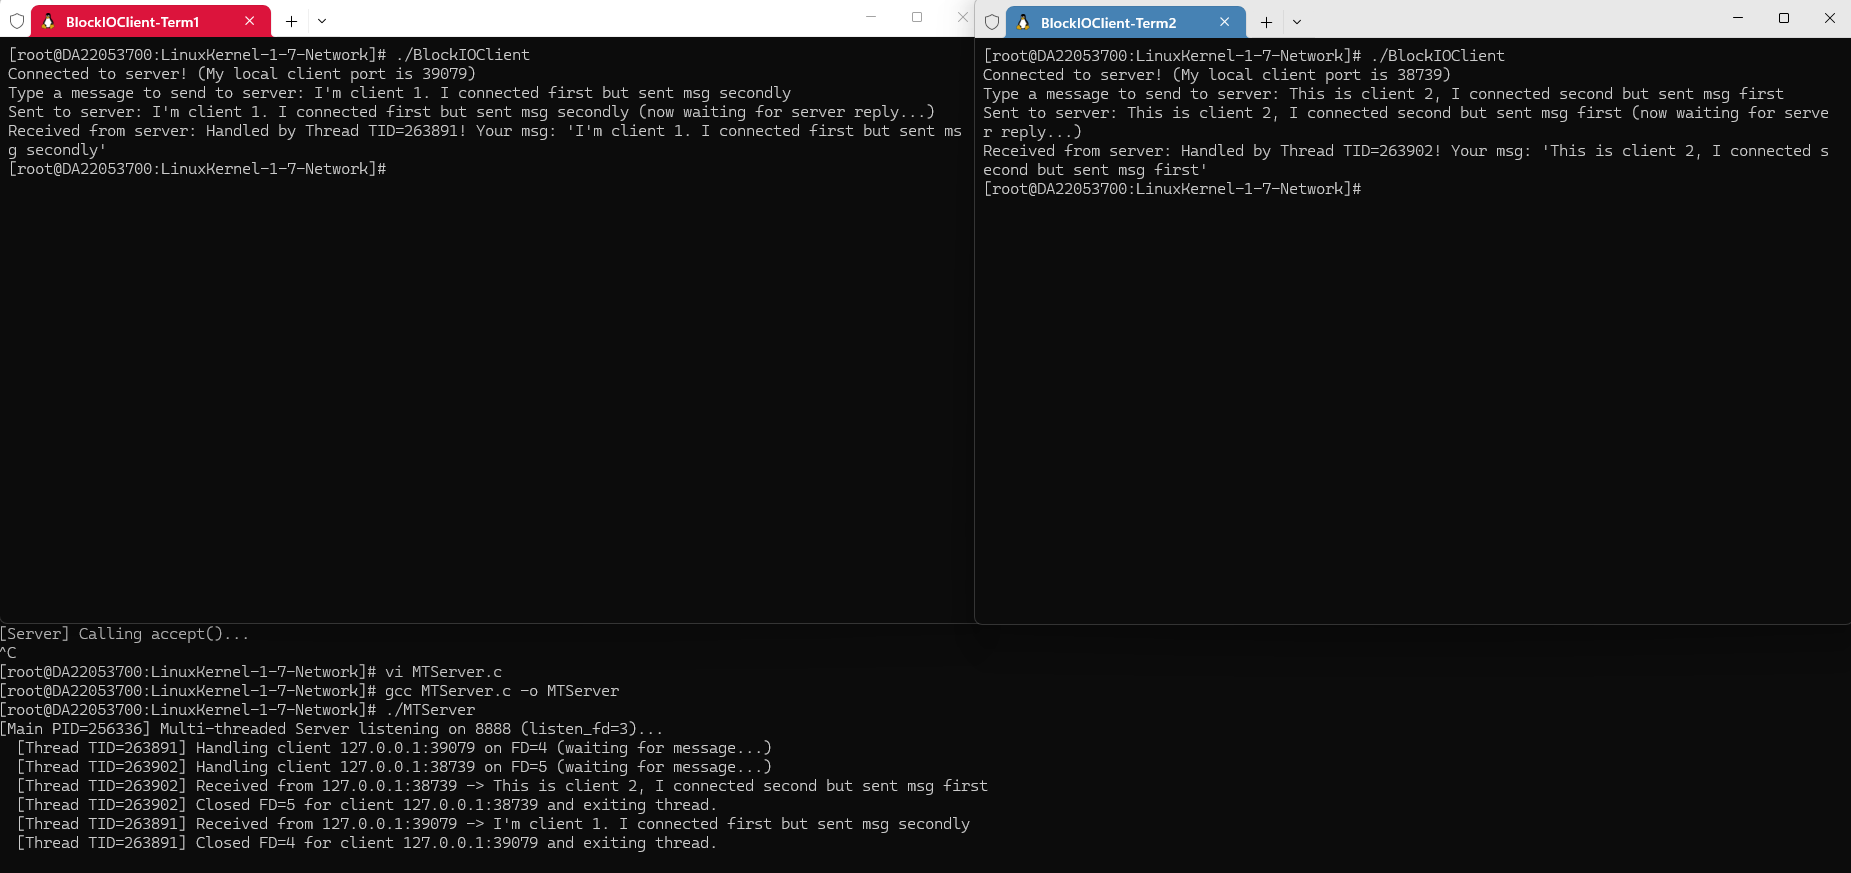 BlockIOClient-Term1
[root@DA22053700:LinuxKernel-1-7-Network]# ./BlockIOClient
Connected to server! (My local client port is 39079)
Type a message to send to server: I'm client 1. I connected first but sent msg secondly
Sent to server: I'm client 1. I connected first but sent msg secondly (now waiting for server reply...)
Received from server: Handled by Thread TID=263891! Your msg: 'I'm client 1. I connected first but sent ms
g secondly'
[root@DA22053700:LinuxKernel-1-7-Network]#
BlockIOClient-Term2
[root@DA22053700:LinuxKernel-1-7-Network]# ./BlockIOClient
Connected to server! (My local client port is 38739)
Type a message to send to server: This is client 2, I connected second but sent msg first
Sent to server: This is client 2, I connected second but sent msg first (now waiting for serve
r reply...)
Received from server: Handled by Thread TID=263902! Your msg: 'This is client 2, I connected s
econd but sent msg first'
[root@DA22053700:LinuxKernel-1-7-Network]#
[Server] Calling accept()...
^C
[root@DA22053700:LinuxKernel-1-7-Network]# vi MTServer.c
[root@DA22053700:LinuxKernel-1-7-Network]# gcc MTServer.c -o MTServer
[root@DA22053700:LinuxKernel-1-7-Network]# ./MTServer
[Main PID=256336] Multi-threaded Server listening on 8888 (listen_fd=3)...
[Thread TID=263891] Handling client 127.0.0.1:39079 on FD=4 (waiting for message...)
[Thread TID=263902] Handling client 127.0.0.1:38739 on FD=5 (waiting for message...)
[Thread TID=263902] Received from 127.0.0.1:38739 -> This is client 2, I connected second but sent msg first
[Thread TID=263902] Closed FD=5 for client 127.0.0.1:38739 and exiting thread.
[Thread TID=263891] Received from 127.0.0.1:39079 -> I'm client 1. I connected first but sent msg secondly
[Thread TID=263891] Closed FD=4 for client 127.0.0.1:39079 and exiting thread.